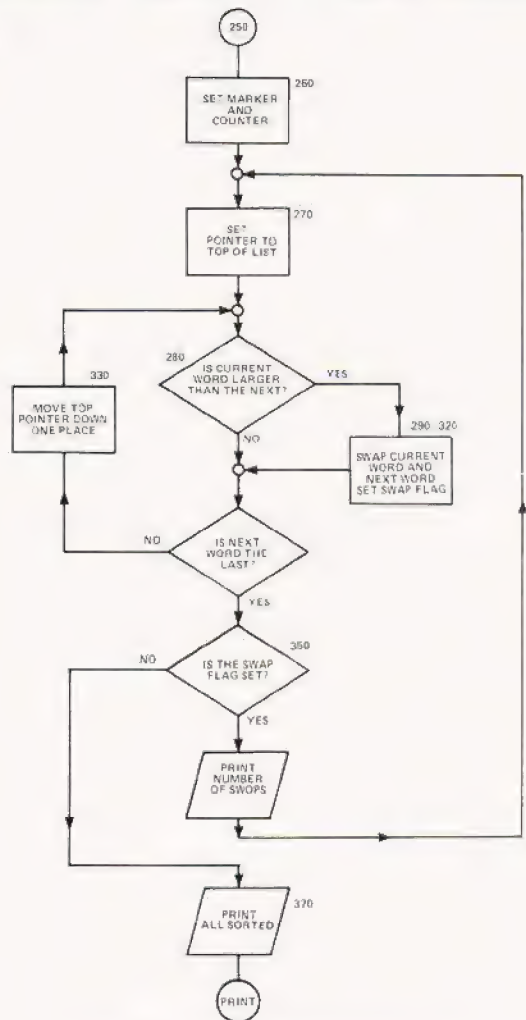 250
260
SET MARKER
AND
COUNTER
270
SET
POINTER TO
TOP OF LIST
280
IS CURRENT
WORD LARGER
THAN THE NEXT?
YES
330
MOVE TOP
POINTER DOWN
ONE PLACE
NO
290 320
SWAP CURRENT
WORD AND
NEXT WORD
SET SWAP FLAG
NO
IS NEXT
WORD THE
LAST?
YES
350
NO
IS THE SWAP
FLAG SET?
YES
PRINT
NUMBER
OF SWOPS
370
PRINT
ALL SORTED
PRINT